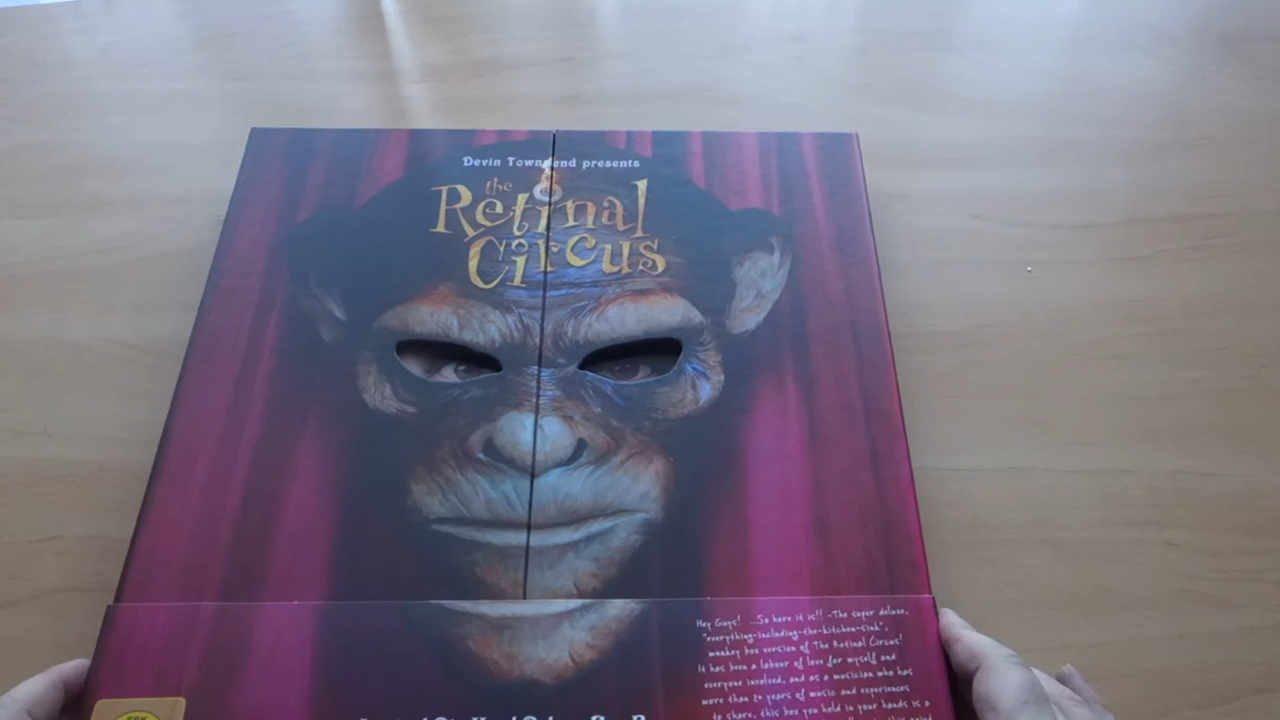 Devin Townsend presents
the
Retinal
Circus
Hey Guys! ...So here it is!! -The super deluxe,
"everything-including-the-kitchen-sink",
monkey box version of The Retinal Circus!
It has been a labour of love for myself and
everyone involved, and as a musician who has
more than 20 years of music and experiences
to share, this box you hold in your hands is a